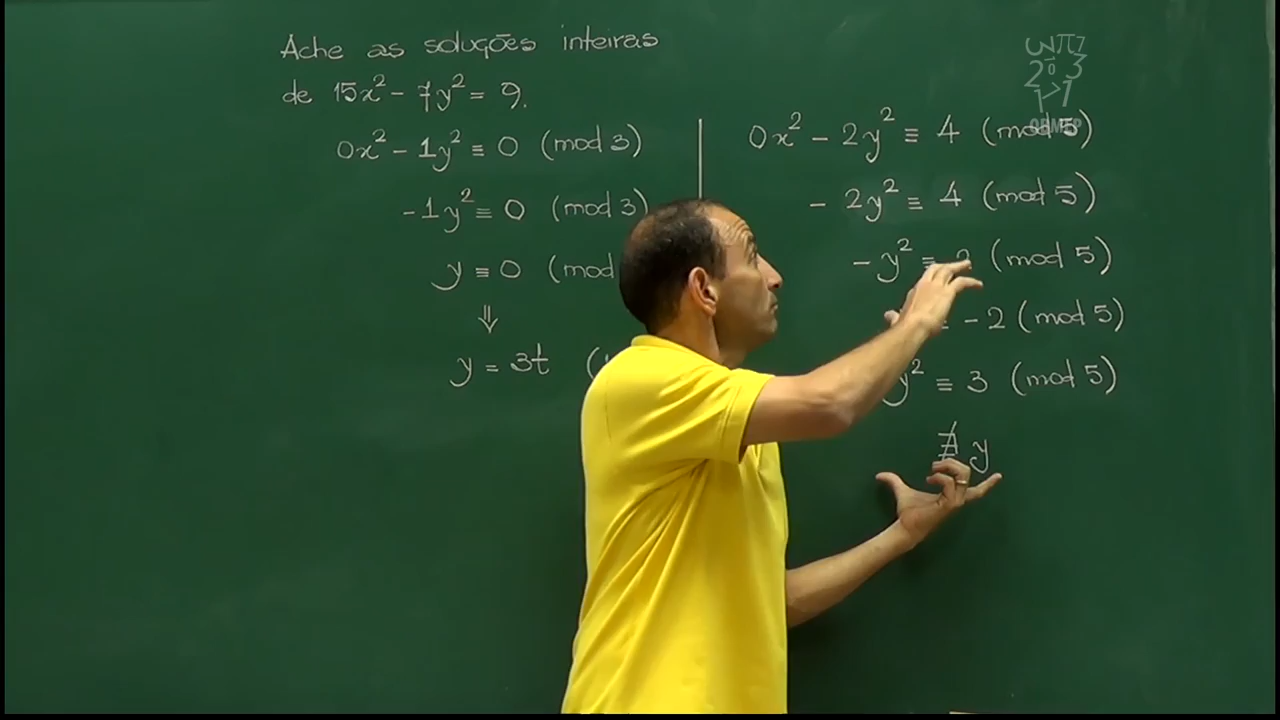 Ache as soluções inteiras
de 15x² - 7y² = 9.
0x² - 1y² ≡ 0 (mod 3)
-1y² ≡ 0 (mod 3)
y ≡ 0 (mod
⇓
y = 3t (
0x² - 2y² ≡ 4 (mod 5)
- 2y² ≡ 4 (mod 5)
- y² ≡ 2 (mod 5)
≡ -2 (mod 5)
y² ≡ 3 (mod 5)
∄ y
OBMEP